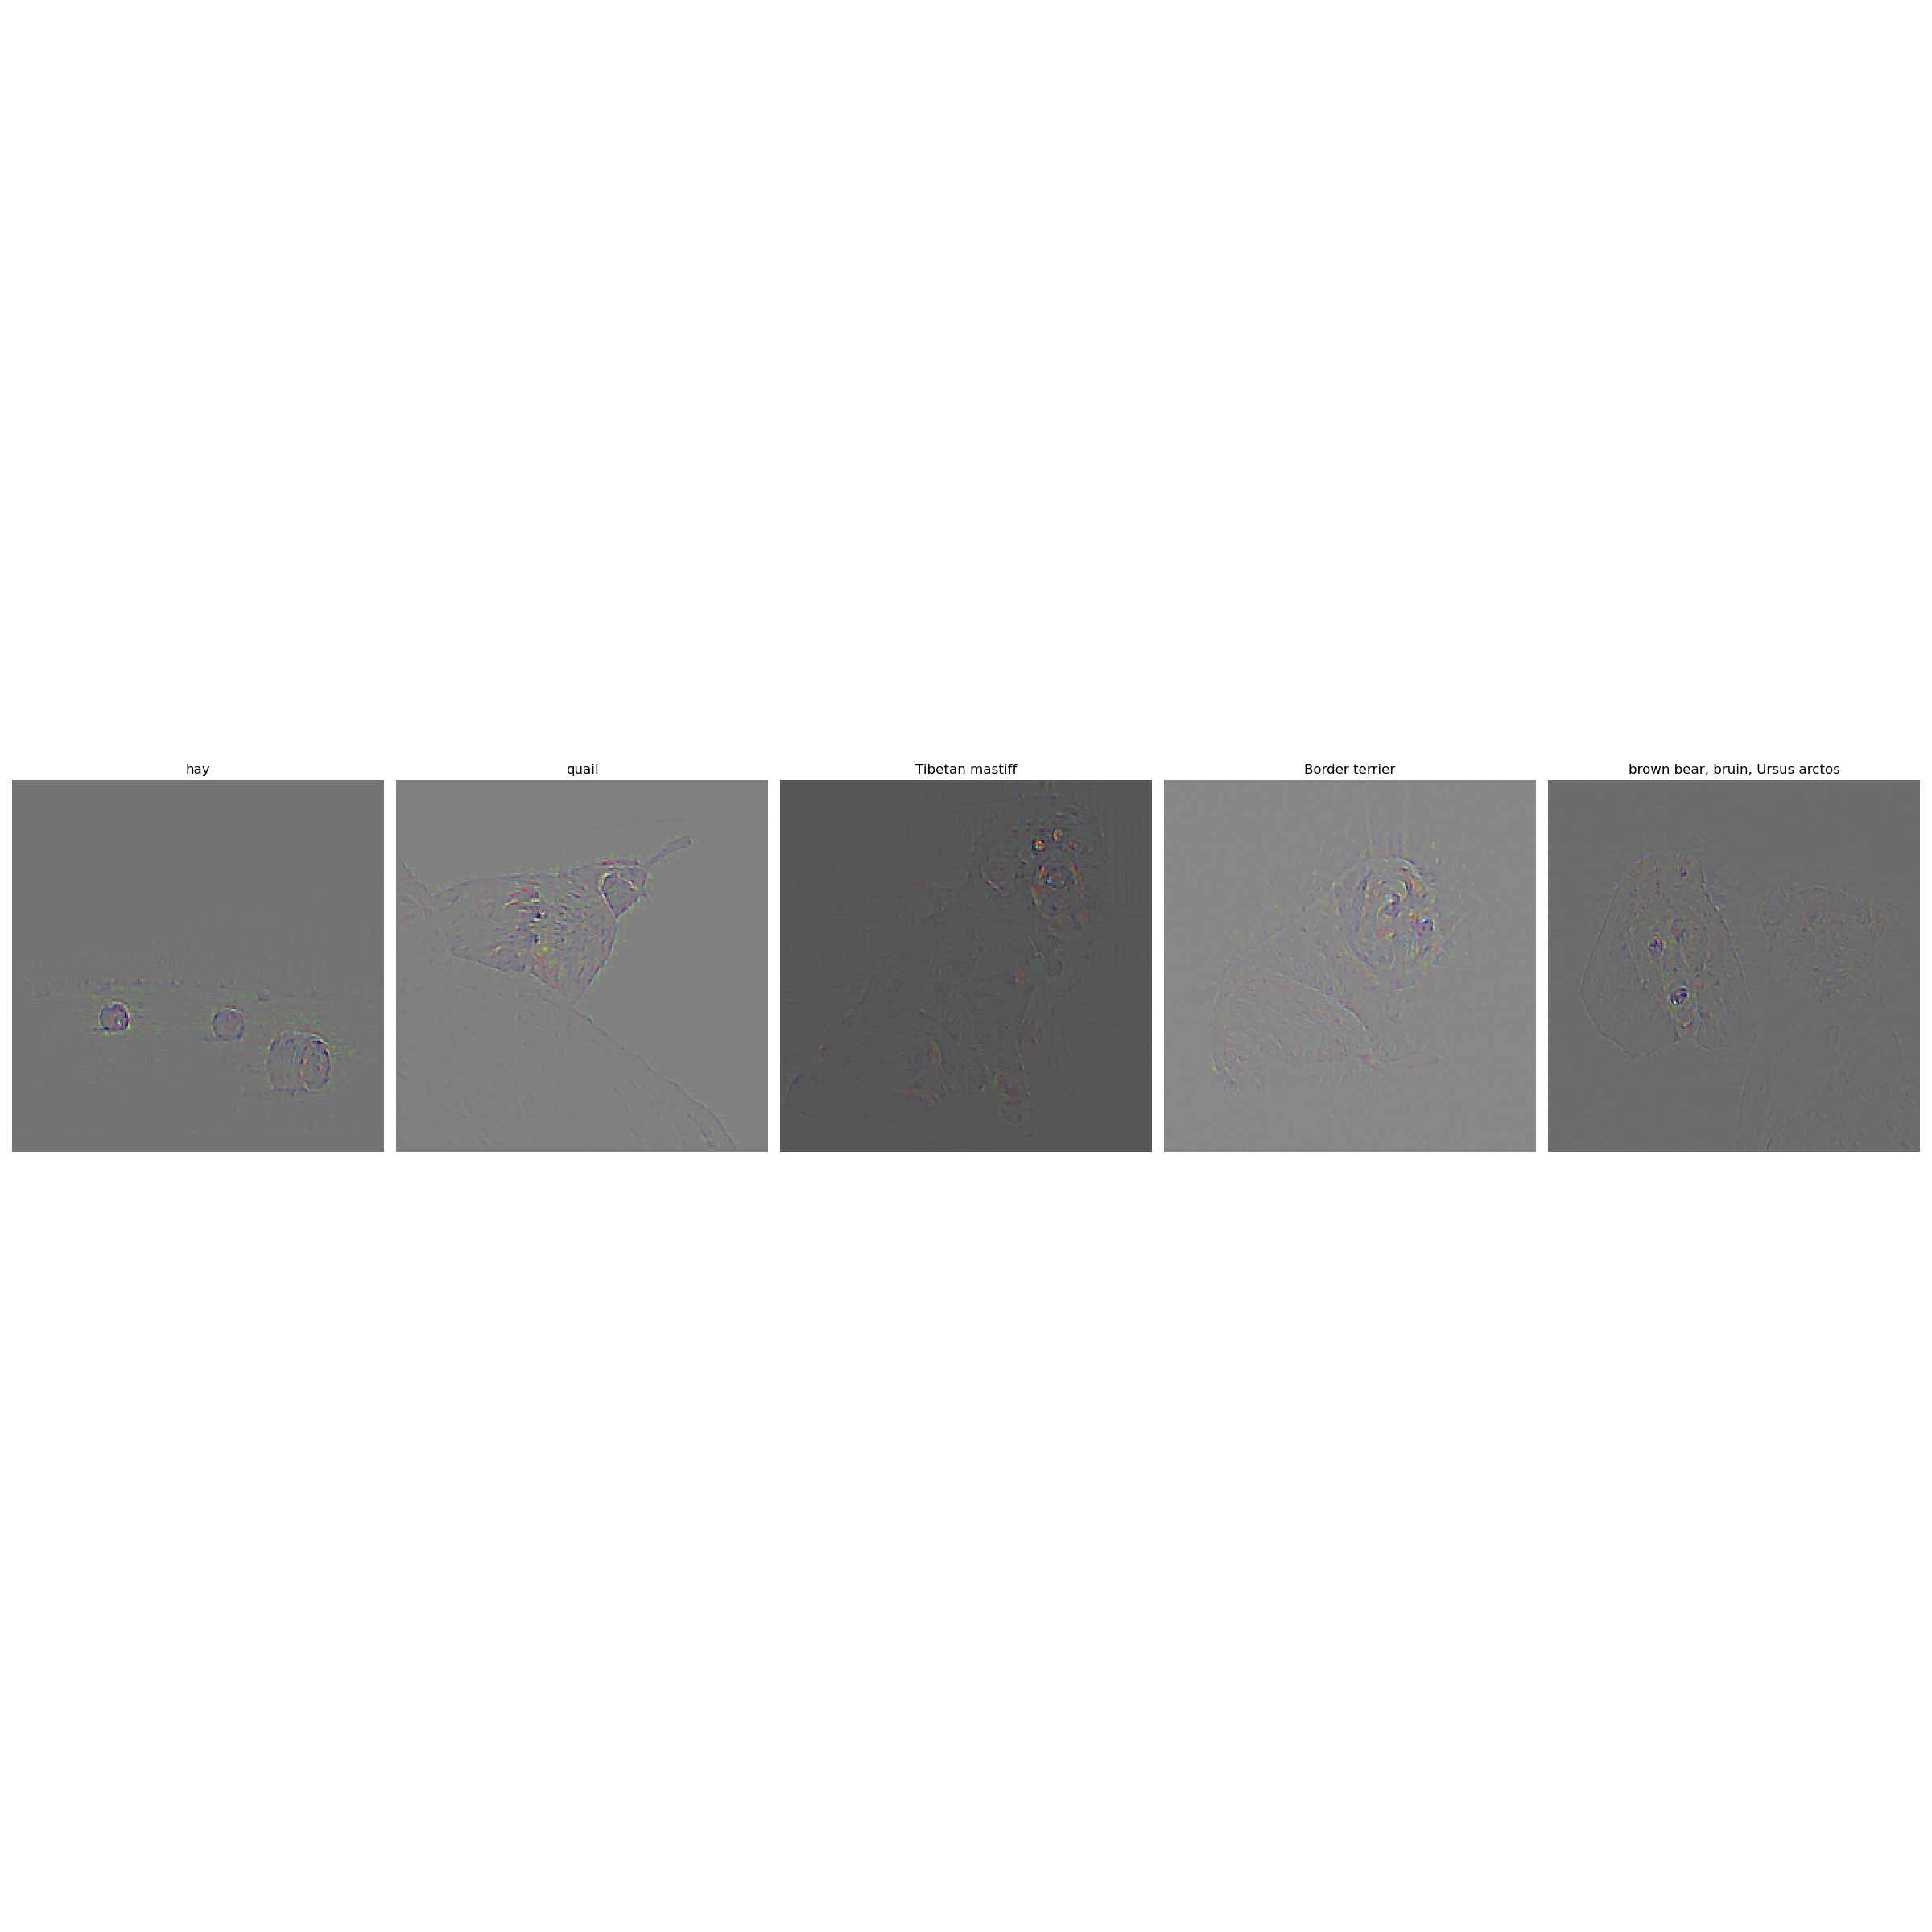 hay
quail
Tibetan mastiff
Border terrier
brown bear, bruin, Ursus arctos